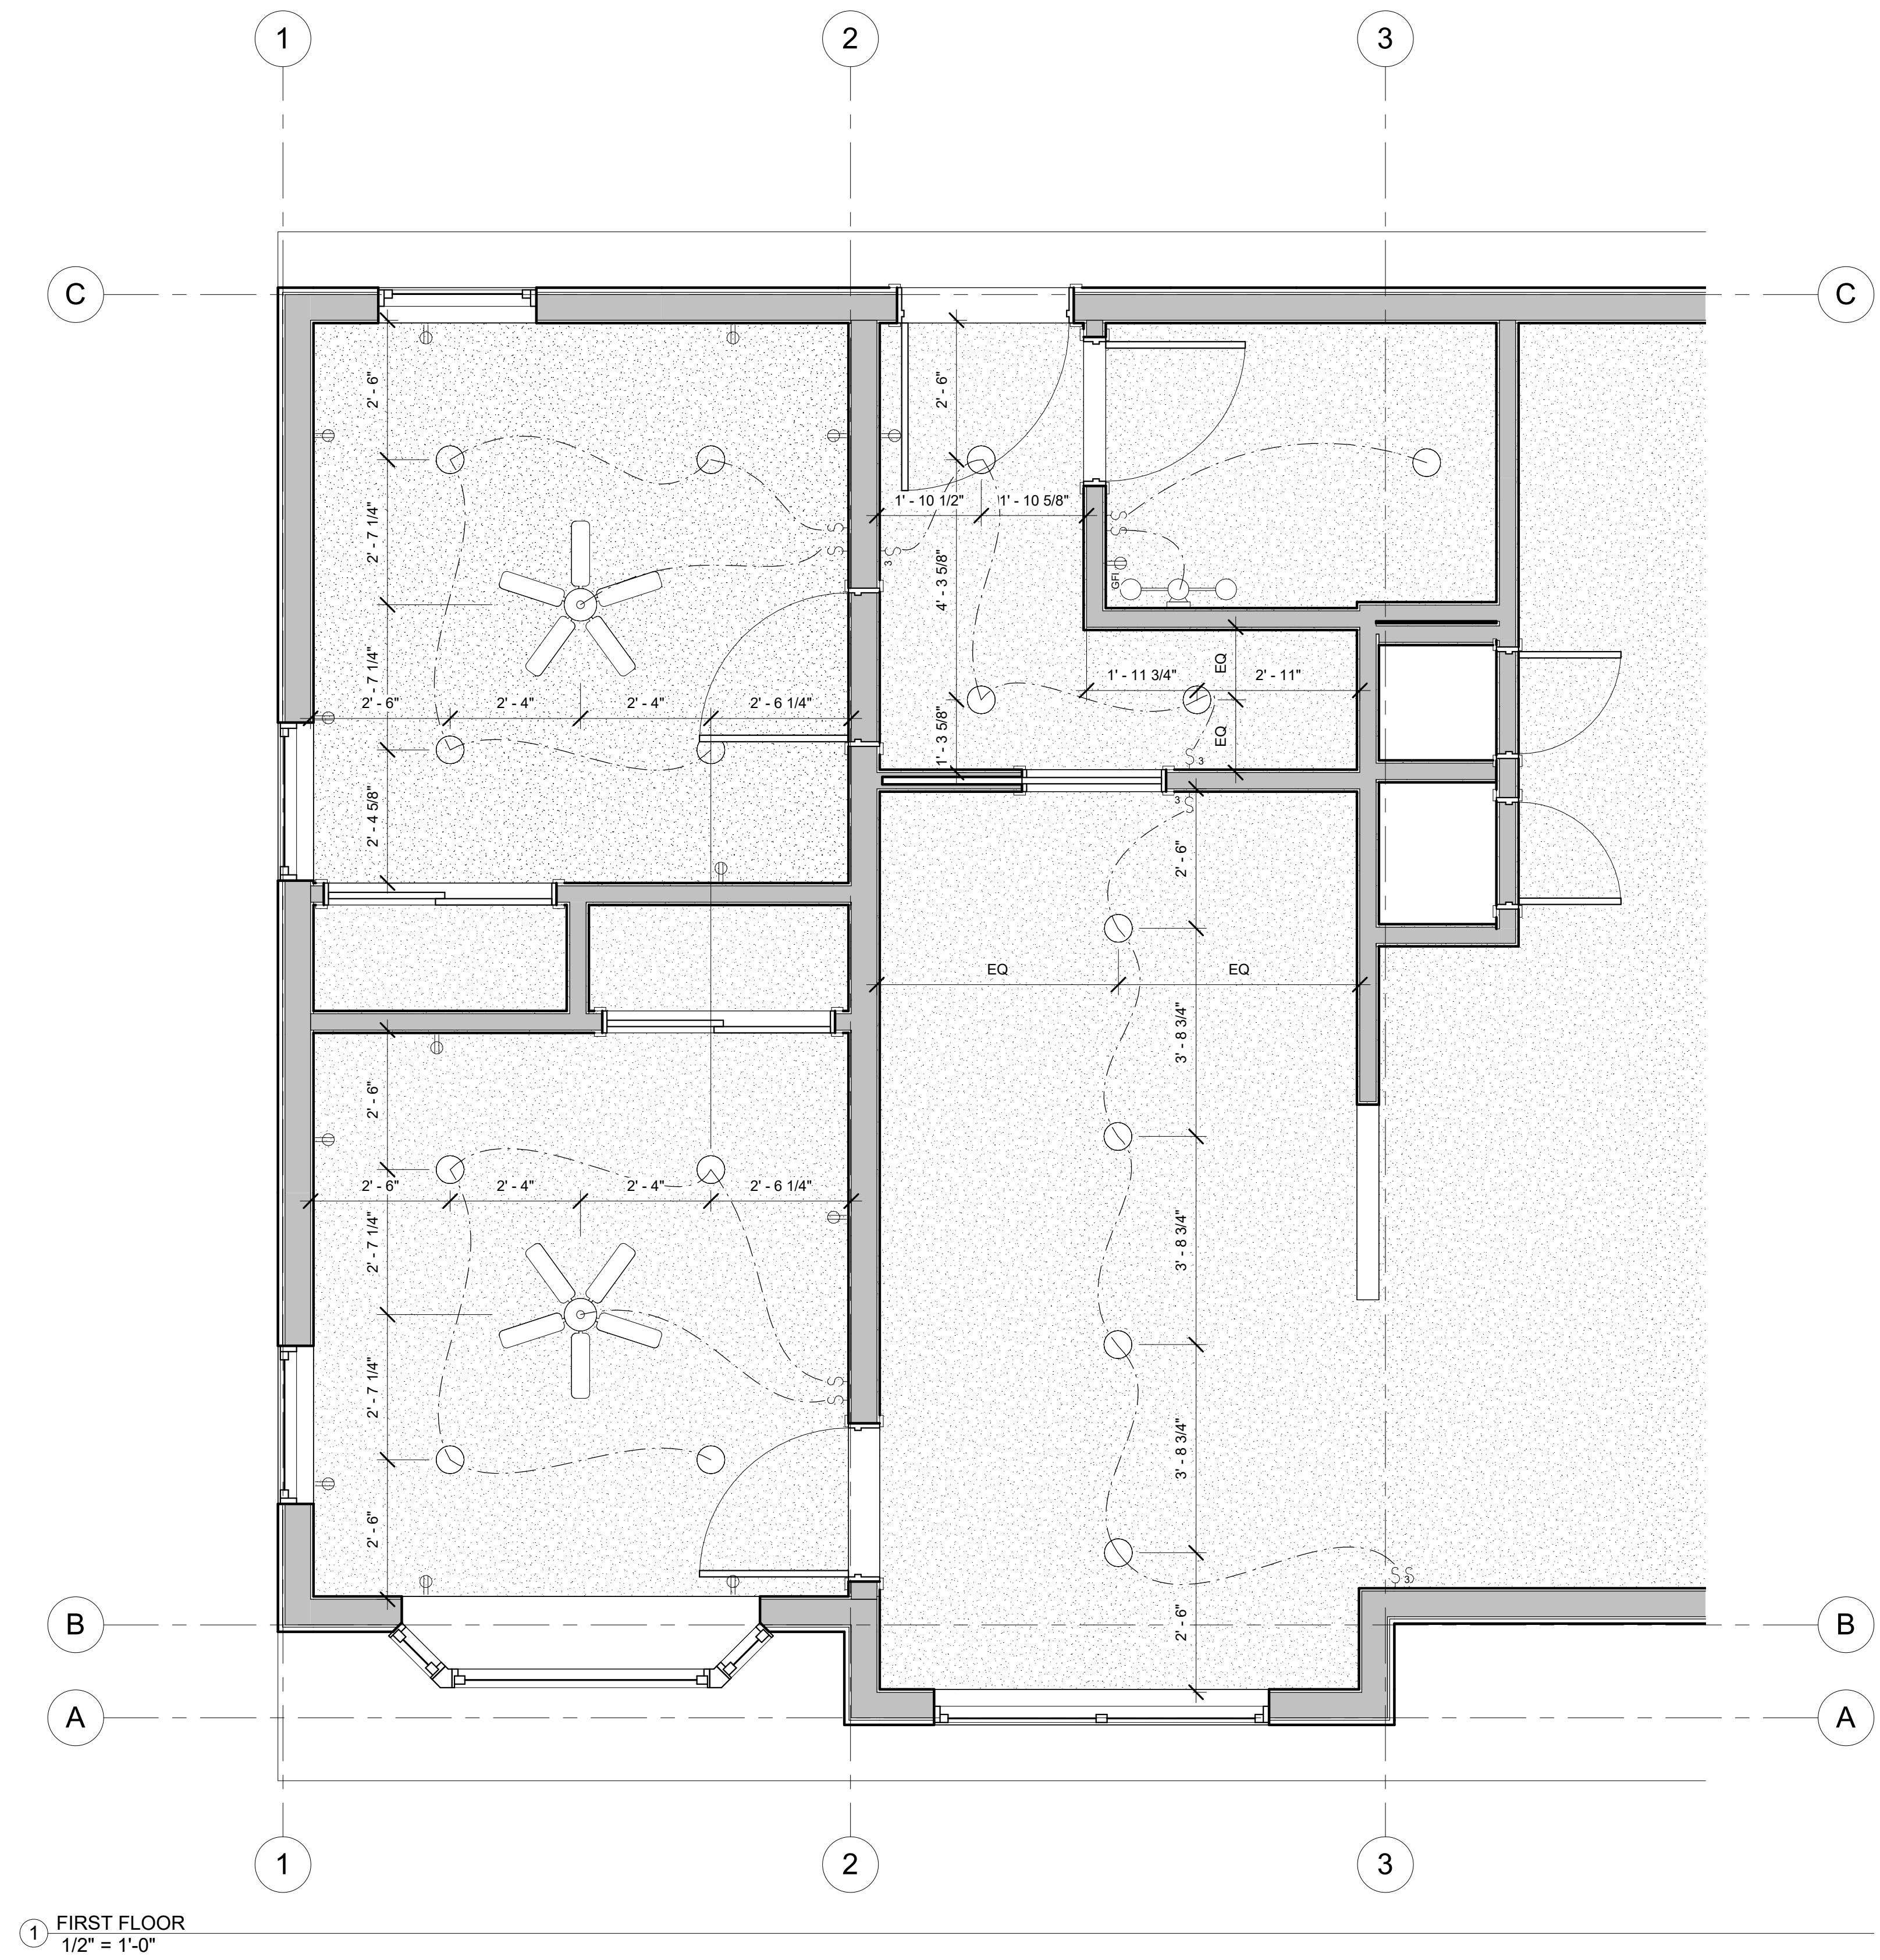 1 2 3
C C
2' - 6" 2' - 6"
1' - 10 1/2" 1' - 10 5/8"
2' - 7 1/4" 4' - 3 5/8"
S S S
S S S
3
GFI
2' - 7 1/4" EQ
1' - 11 3/4" 2' - 11"
2' - 6" 2' - 4" 2' - 4" 2' - 6 1/4"
1' - 3 5/8" EQ
S 3
3 S
2' - 4 5/8" 2' - 6"
EQ EQ
3' - 8 3/4"
2' - 6"
2' - 6" 2' - 4" 2' - 4" 2' - 6 1/4"
2' - 7 1/4" 3' - 8 3/4"
S
S
2' - 7 1/4" 3' - 8 3/4"
2' - 6"
S S 3
2' - 6"
B B
A A
1 2 3
1 FIRST FLOOR
1/2" = 1'-0"